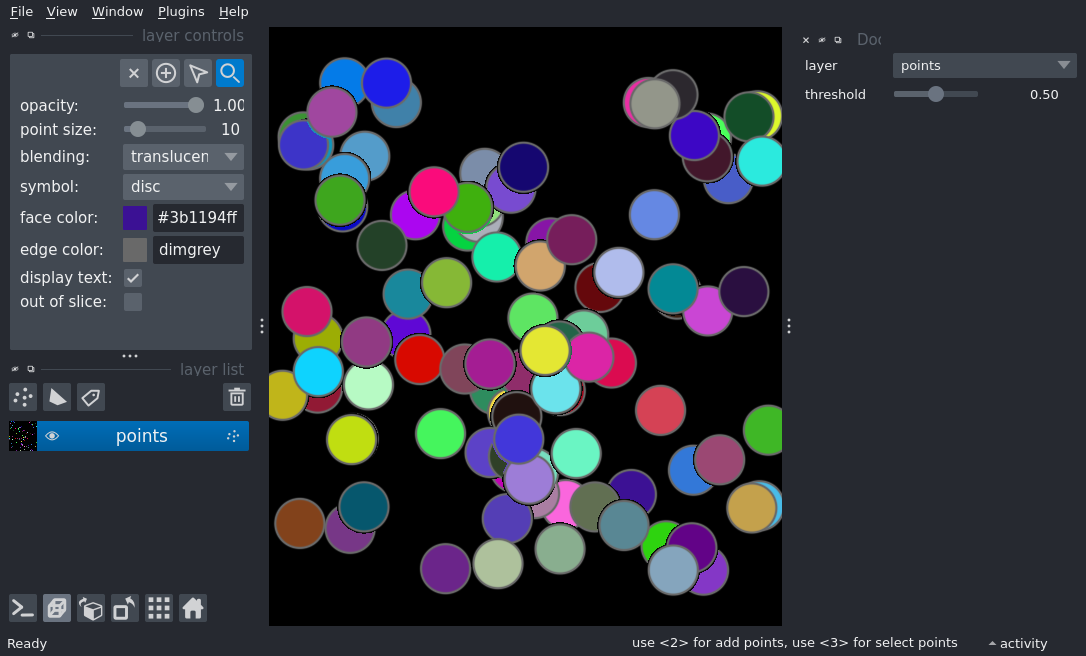 File View Window Plugins Help
layer controls
opacity: 1.00
point size: 10
blending: translucen
symbol: disc
face color: #3b1194ff
edge color: dimgrey
display text:
out of slice:
layer list
points
Doc
layer points
threshold 0.50
Ready
use <2> for add points, use <3> for select points
activity